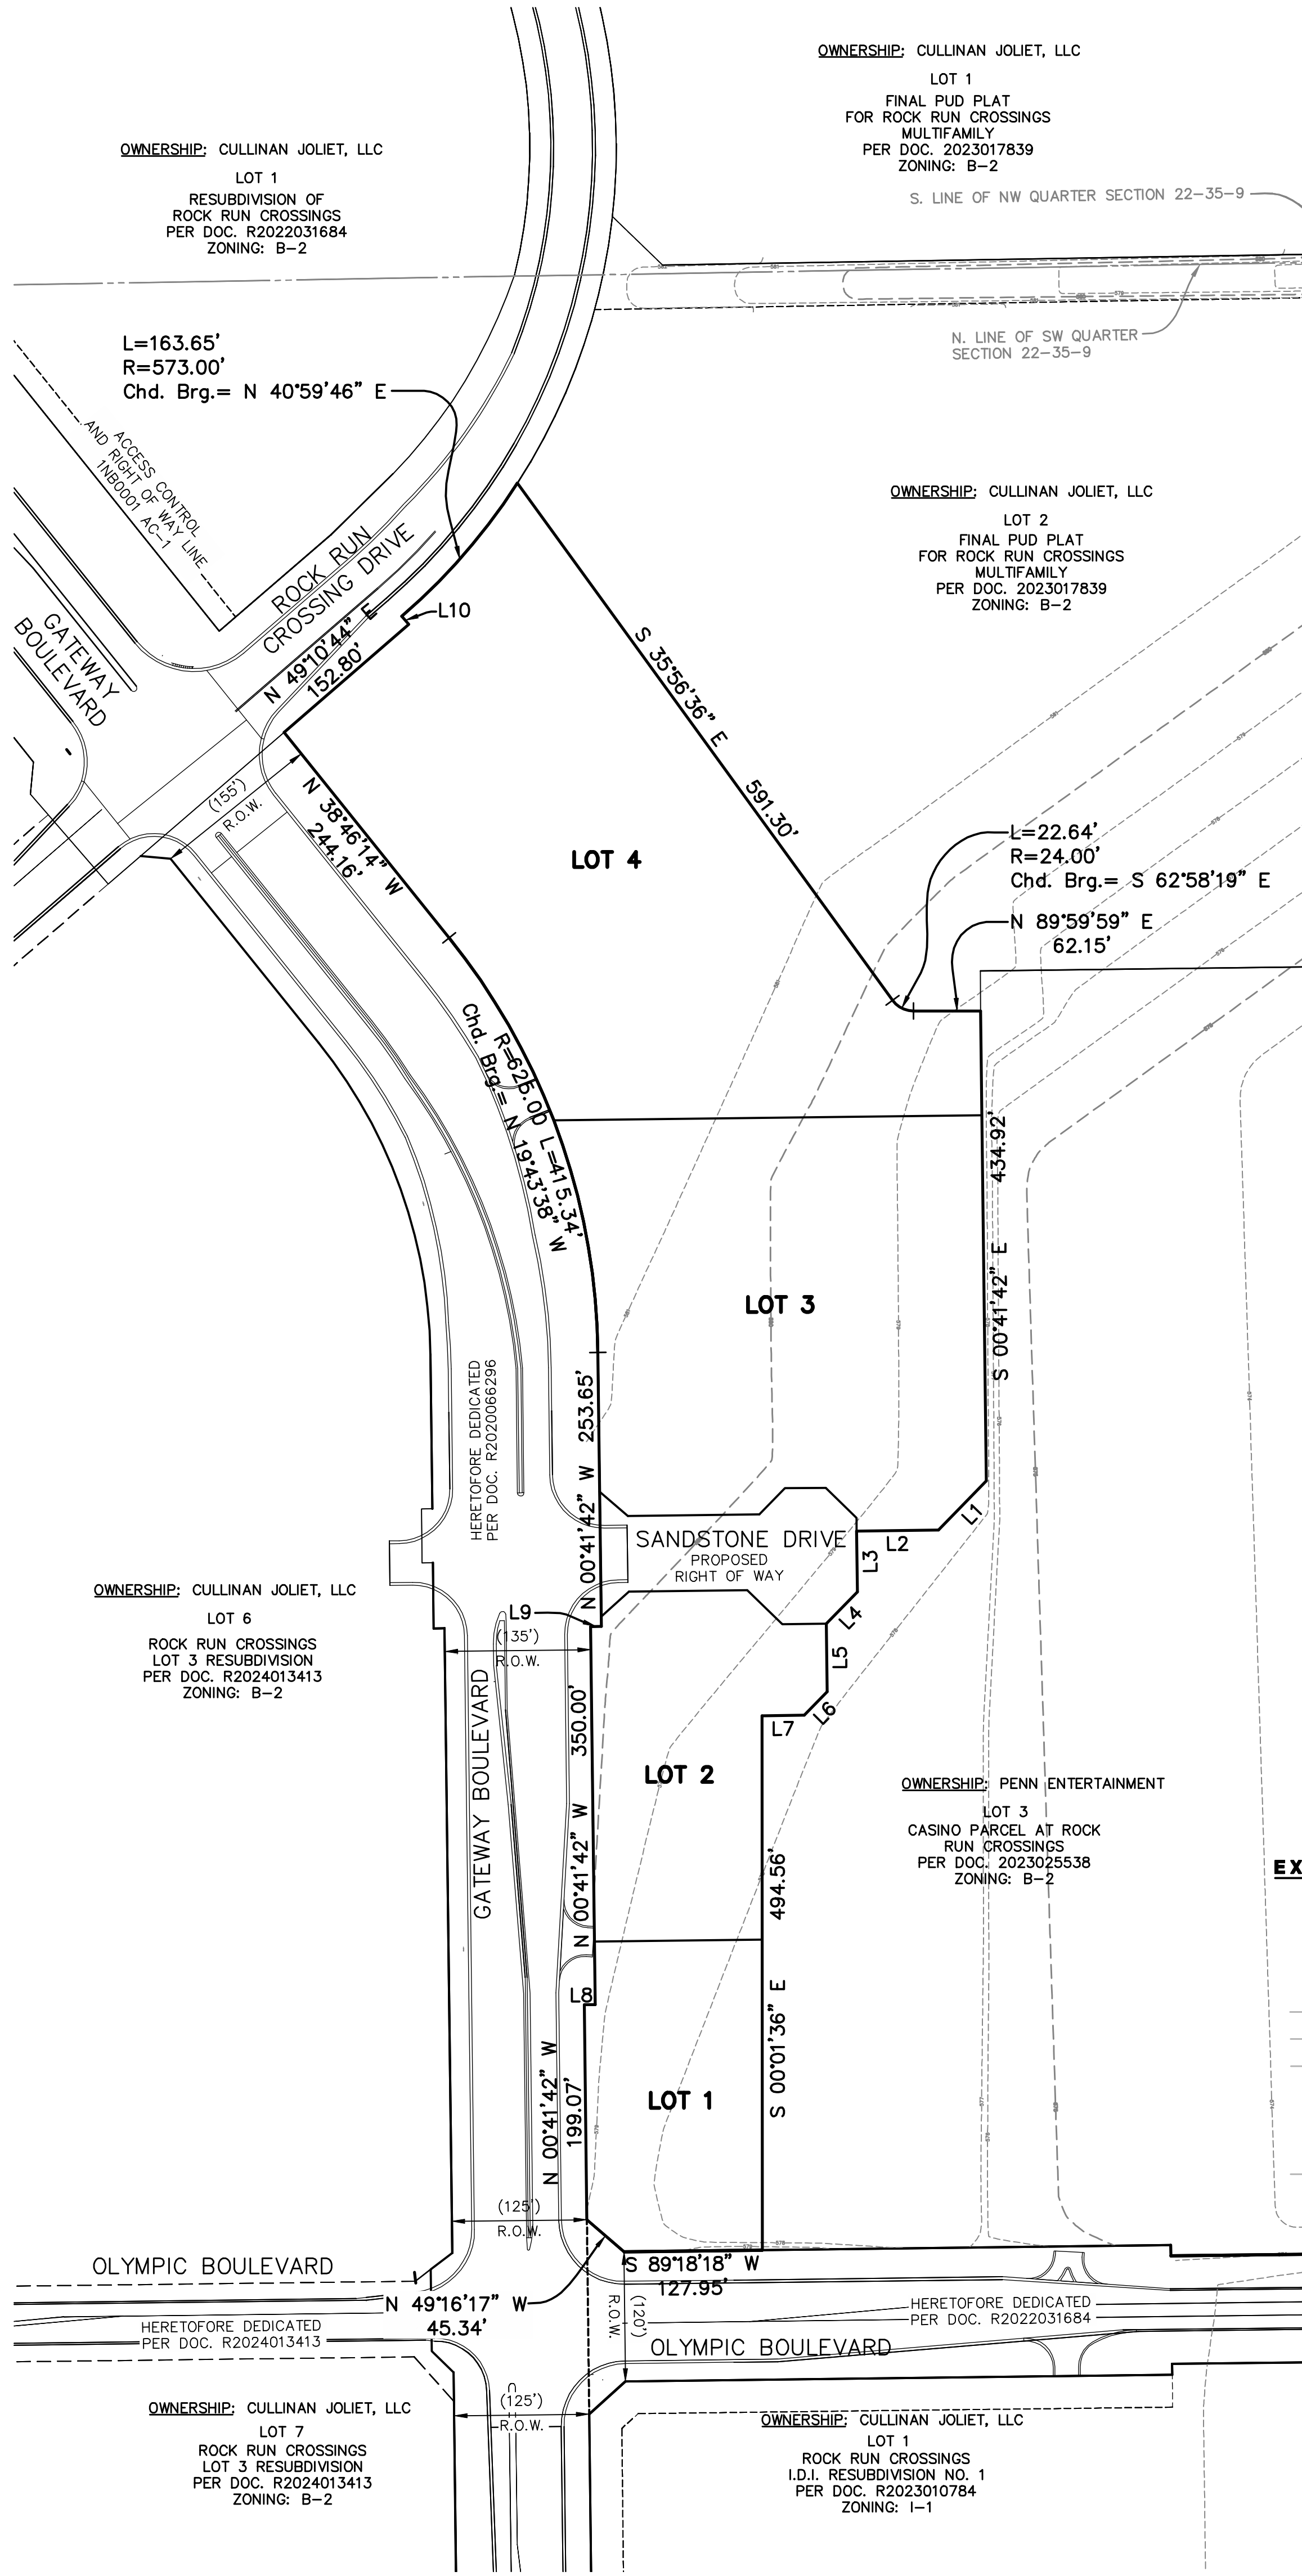 OWNERSHIP: CULLINAN JOLIET, LLC
LOT 1
FINAL PUD PLAT
FOR ROCK RUN CROSSINGS
MULTIFAMILY
PER DOC. 2023017839
ZONING: B-2
OWNERSHIP: CULLINAN JOLIET, LLC
LOT 1
RESUBDIVISION OF
ROCK RUN CROSSINGS
PER DOC. R2022031684
ZONING: B-2
S. LINE OF NW QUARTER SECTION 22-35-9
N. LINE OF SW QUARTER
SECTION 22-35-9
L=163.65'
R=573.00'
Chd. Brg.= N 40°59'46" E
ACCESS CONTROL
AND RIGHT OF WAY LINE
1NB0001 AC-1
ROCK RUN
CROSSING DRIVE
GATEWAY
BOULEVARD
N 49°10'44" E
152.80'
L10
OWNERSHIP: CULLINAN JOLIET, LLC
LOT 2
FINAL PUD PLAT
FOR ROCK RUN CROSSINGS
MULTIFAMILY
PER DOC. 2023017839
ZONING: B-2
S 35°56'36" E
591.30'
(155')
R.O.W.
N 38°46'14" W
244.16'
LOT 4
L=22.64'
R=24.00'
Chd. Brg.= S 62°58'19" E
N 89°59'59" E
62.15'
R=625.00 L=415.34'
Chd. Brg.= N 19°43'38" W
434.92'
S 00°41'42" E
LOT 3
HERETOFORE DEDICATED
PER DOC. R2020066296
N 00°41'42" W 253.65'
SANDSTONE DRIVE
PROPOSED
RIGHT OF WAY
L1
L2
L3
L4
L5
L6
L7
L9
(135')
R.O.W.
OWNERSHIP: CULLINAN JOLIET, LLC
LOT 6
ROCK RUN CROSSINGS
LOT 3 RESUBDIVISION
PER DOC. R2024013413
ZONING: B-2
GATEWAY BOULEVARD
N 00°41'42" W 350.00'
LOT 2
OWNERSHIP: PENN ENTERTAINMENT
LOT 3
CASINO PARCEL AT ROCK
RUN CROSSINGS
PER DOC. 2023025538
ZONING: B-2
EX
S 00°01'36" E 494.56'
L8
N 00°41'42" W
199.07'
LOT 1
(125')
R.O.W.
OLYMPIC BOULEVARD
S 89°18'18" W
127.95'
N 49°16'17" W
45.34'
HERETOFORE DEDICATED
PER DOC. R2024013413
(120')
R.O.W.
HERETOFORE DEDICATED
PER DOC. R2022031684
OLYMPIC BOULEVARD
(125')
R.O.W.
OWNERSHIP: CULLINAN JOLIET, LLC
LOT 7
ROCK RUN CROSSINGS
LOT 3 RESUBDIVISION
PER DOC. R2024013413
ZONING: B-2
OWNERSHIP: CULLINAN JOLIET, LLC
LOT 1
ROCK RUN CROSSINGS
I.D.I. RESUBDIVISION NO. 1
PER DOC. R2023010784
ZONING: I-1